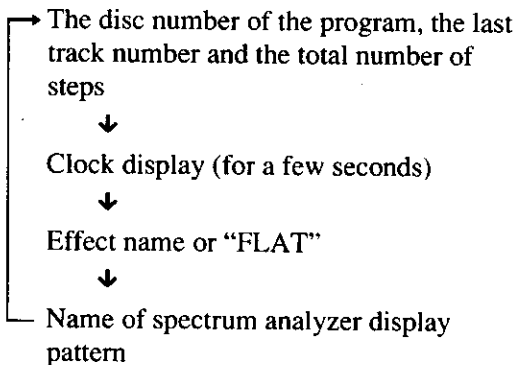 The disc number of the program, the last
track number and the total number of
steps
Clock display (for a few seconds)
Effect name or “FLAT”
Name of spectrum analyzer display
pattern